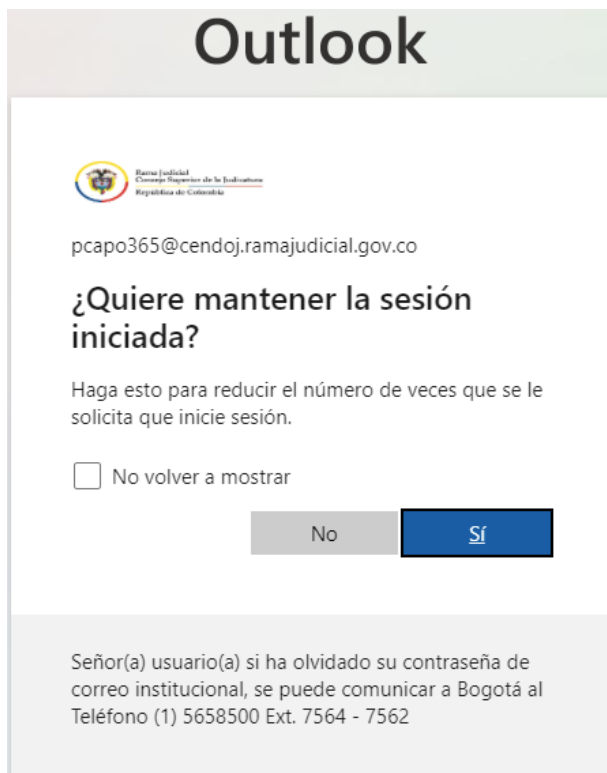 Outlook
Rama Judicial
Consejo Superior de la Judicatura
República de Colombia
pcapo365@cendoj.ramajudicial.gov.co
¿Quiere mantener la sesión
iniciada?
Haga esto para reducir el número de veces que se le
solicita que inicie sesión.
No volver a mostrar
No
Sí
Señor(a) usuario(a) si ha olvidado su contraseña de
correo institucional, se puede comunicar a Bogotá al
Teléfono (1) 5658500 Ext. 7564 - 7562